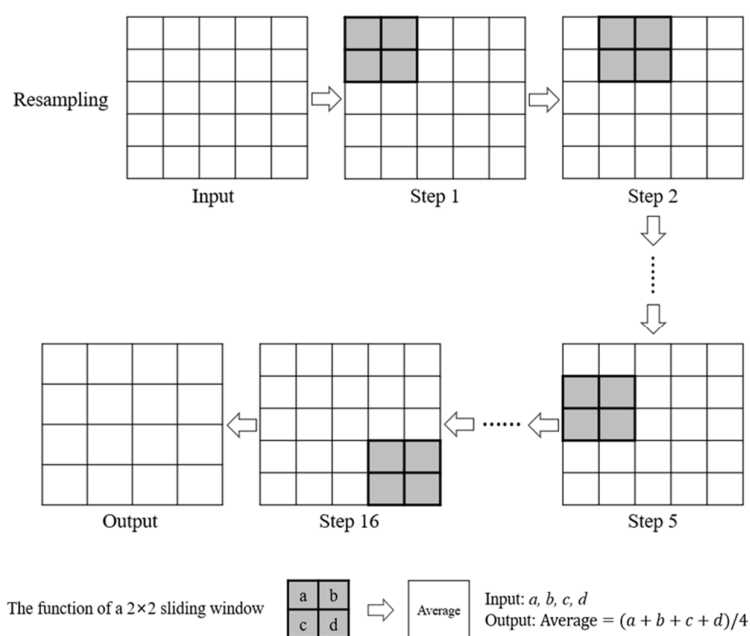 Resampling
Input
Step 1
Step 2
......
......
Output
Step 16
Step 5
The function of a 2×2 sliding window
a b
c d
Average
Input: a, b, c, d
Output: Average = (a + b + c + d)/4